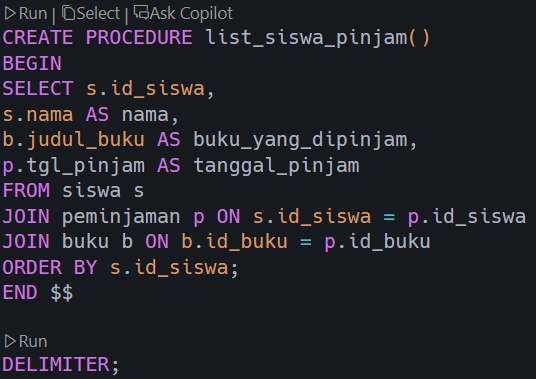 Run | Select | Ask Copilot
CREATE PROCEDURE list_siswa_pinjam()
BEGIN
SELECT s.id_siswa,
s.nama AS nama,
b.judul_buku AS buku_yang_dipinjam,
p.tgl_pinjam AS tanggal_pinjam
FROM siswa s
JOIN peminjaman p ON s.id_siswa = p.id_siswa
JOIN buku b ON b.id_buku = p.id_buku
ORDER BY s.id_siswa;
END $$
Run
DELIMITER;